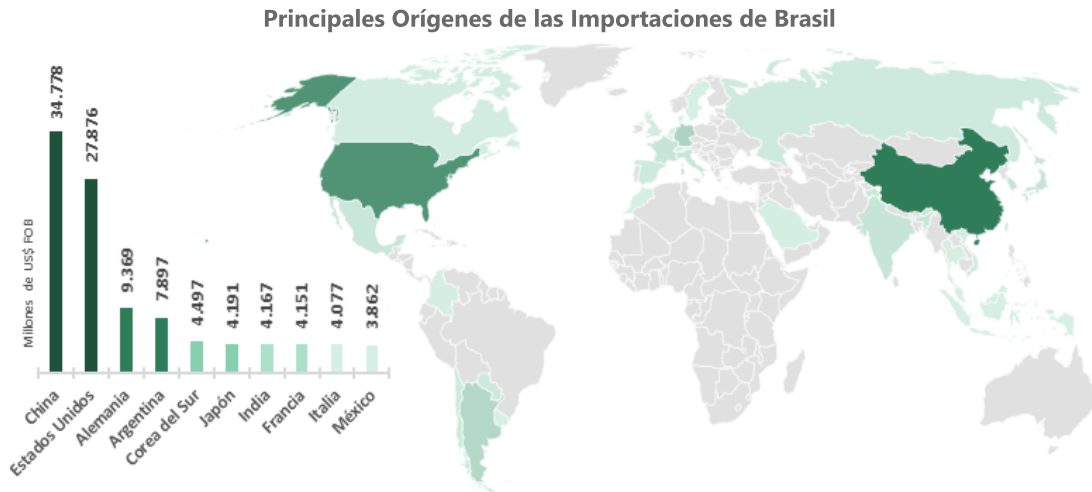 Principales Orígenes de las Importaciones de Brasil
Millones de US$ FOB
34.778
27.876
9.369
7.897
4.497
4.191
4.167
4.151
4.077
3.862
China
Estados Unidos
Alemania
Argentina
Corea del Sur
Japón
India
Francia
Italia
México